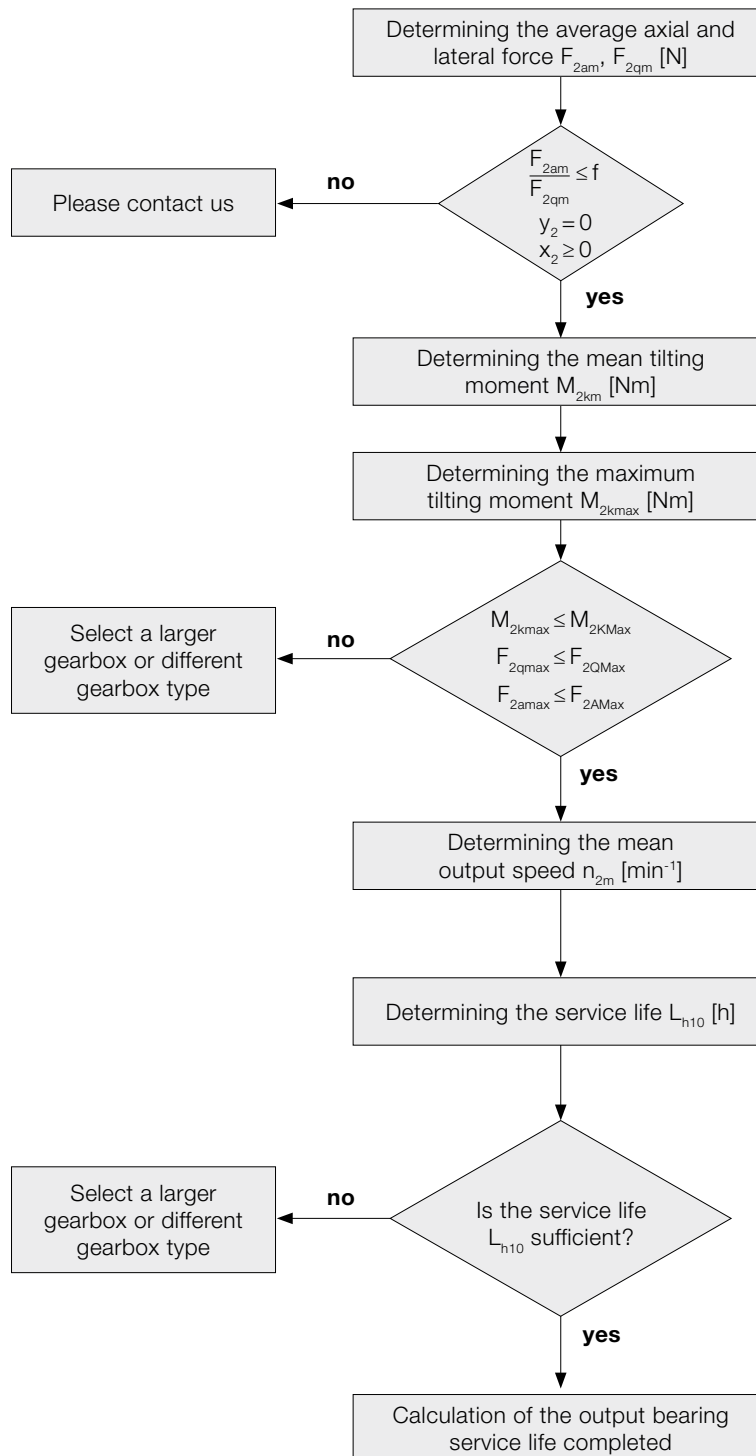 Determining the average axial and
lateral force F₂ₐₘ, F₂qₘ [N]
F₂ₐₘ
F₂qₘ
≤ f
y₂ = 0
x₂ ≥ 0
no
Please contact us
yes
Determining the mean tilting
moment M₂ₖₘ [Nm]
Determining the maximum
tilting moment M₂ₖₘₐₓ [Nm]
M₂ₖₘₐₓ ≤ M₂KMax
F₂qmax ≤ F₂QMax
F₂amax ≤ F₂AMax
no
Select a larger
gearbox or different
gearbox type
yes
Determining the mean
output speed n₂ₘ [min⁻¹]
Determining the service life Lₕ₁₀ [h]
Is the service life
Lₕ₁₀ sufficient?
no
Select a larger
gearbox or different
gearbox type
yes
Calculation of the output bearing
service life completed